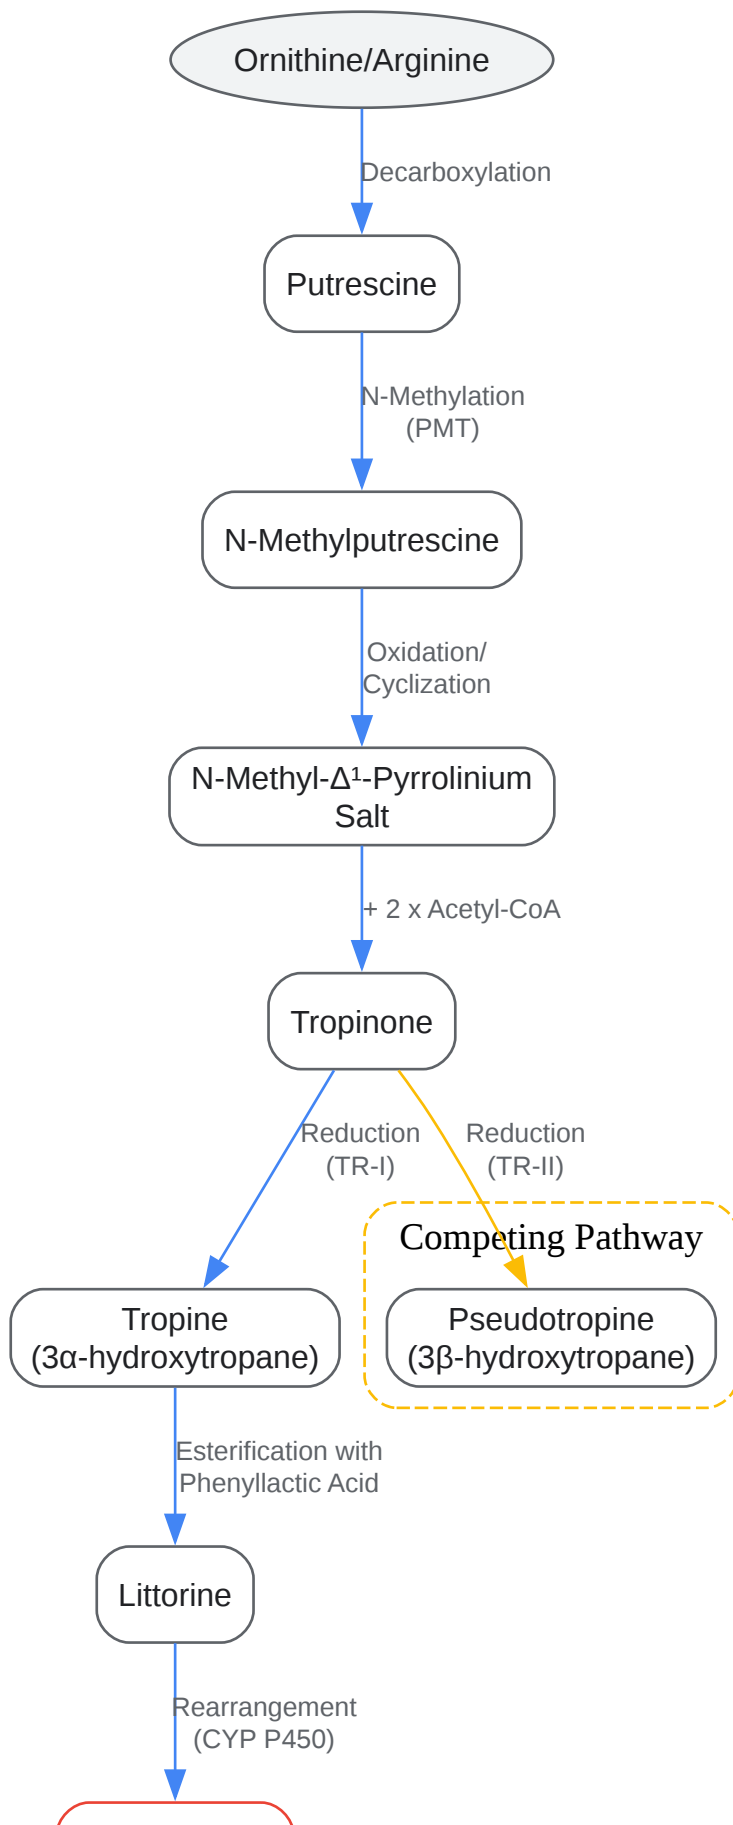 Ornithine/Arginine
Decarboxylation
Putrescine
N-Methylation
(PMT)
N-Methylputrescine
Oxidation/
Cyclization
N-Methyl-Δ¹-Pyrrolinium
Salt
+ 2 x Acetyl-CoA
Tropinone
Reduction
(TR-I)
Reduction
(TR-II)
Competing Pathway
Tropine
(3α-hydroxytropane)
Pseudotropine
(3β-hydroxytropane)
Esterification with
Phenyllactic Acid
Littorine
Rearrangement
(CYP P450)